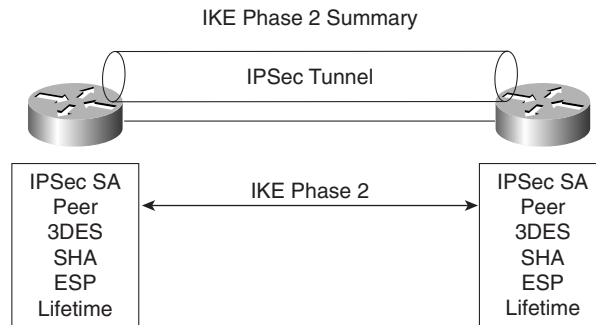 IKE Phase 2 Summary
IPSec Tunnel
IPSec SA
Peer
3DES
SHA
ESP
Lifetime
IKE Phase 2
IPSec SA
Peer
3DES
SHA
ESP
Lifetime